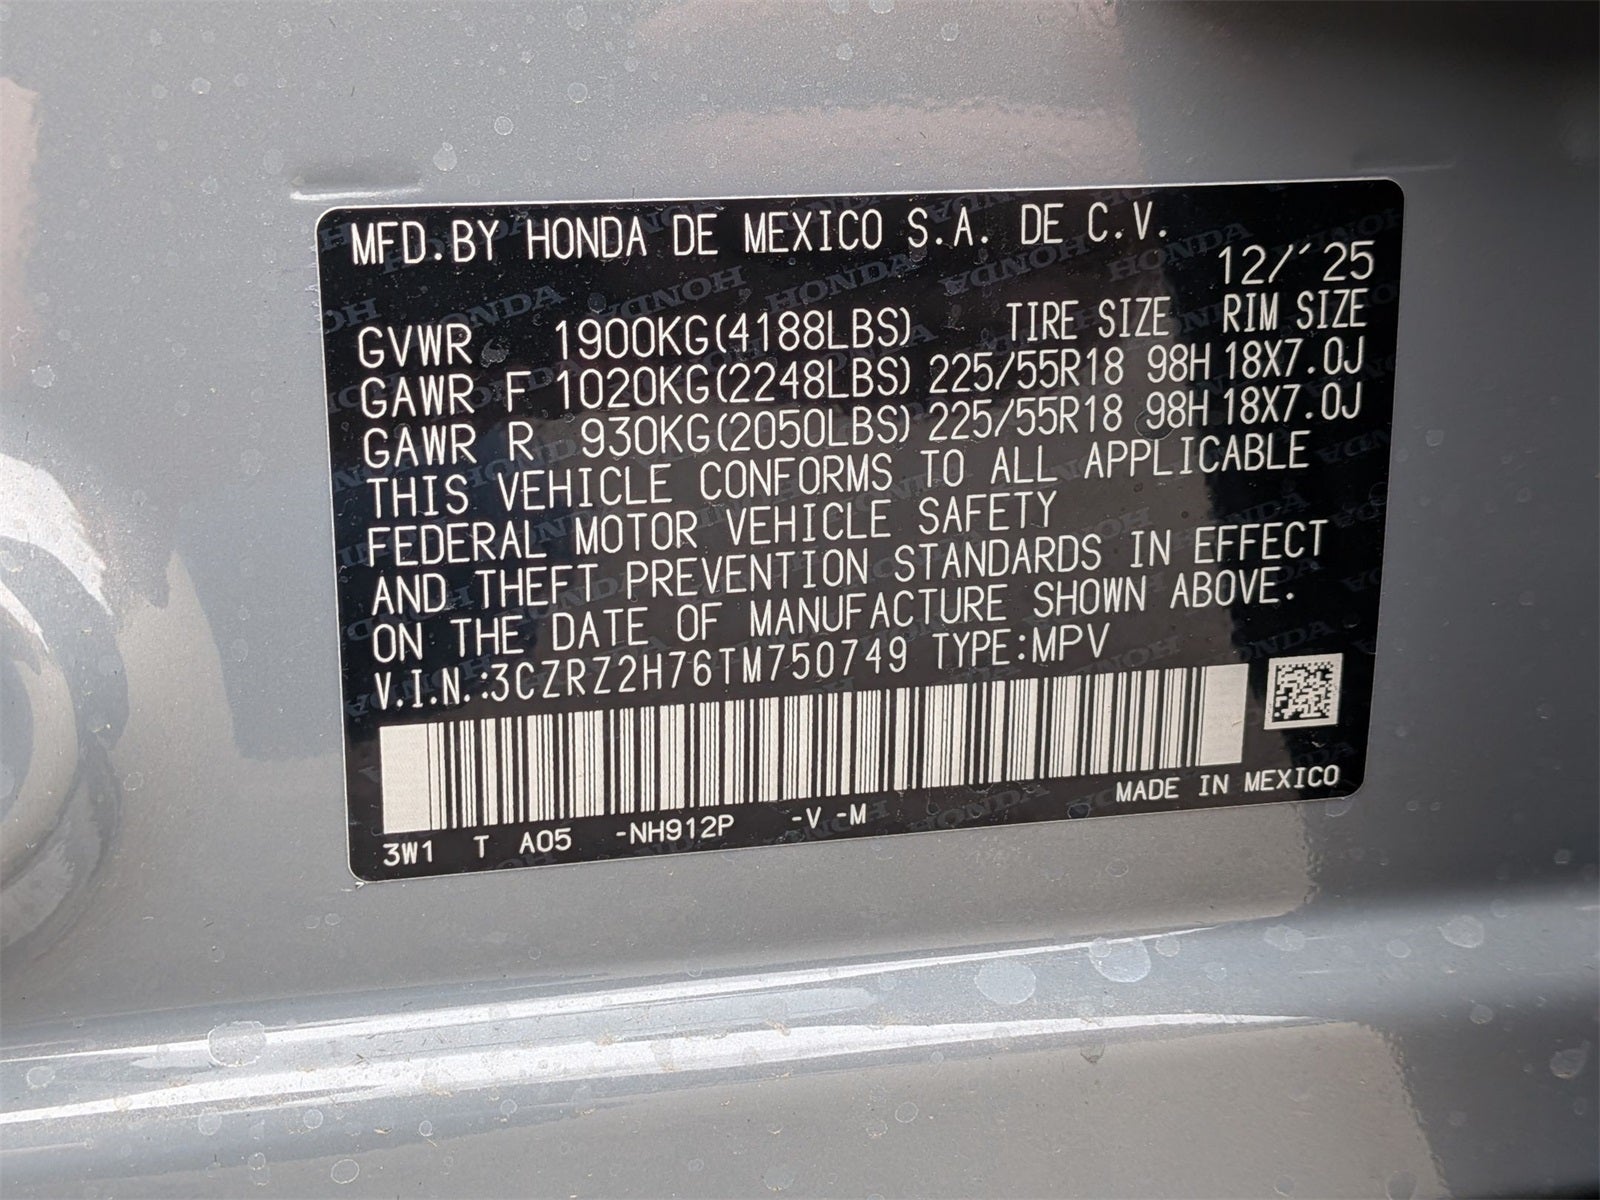 MFD.BY HONDA DE MEXICO S.A. DE C.V.
12/'25
TIRE SIZE RIM SIZE
GVWR 1900KG(4188LBS)
GAWR F 1020KG(2248LBS) 225/55R18 98H 18X7.0J
GAWR R 930KG(2050LBS) 225/55R18 98H 18X7.0J
THIS VEHICLE CONFORMS TO ALL APPLICABLE
FEDERAL MOTOR VEHICLE SAFETY
AND THEFT PREVENTION STANDARDS IN EFFECT
ON THE DATE OF MANUFACTURE SHOWN ABOVE.
V.I.N.:3CZRZ2H76TM750749 TYPE:MPV
MADE IN MEXICO
3W1 T A05 -NH912P -V -M